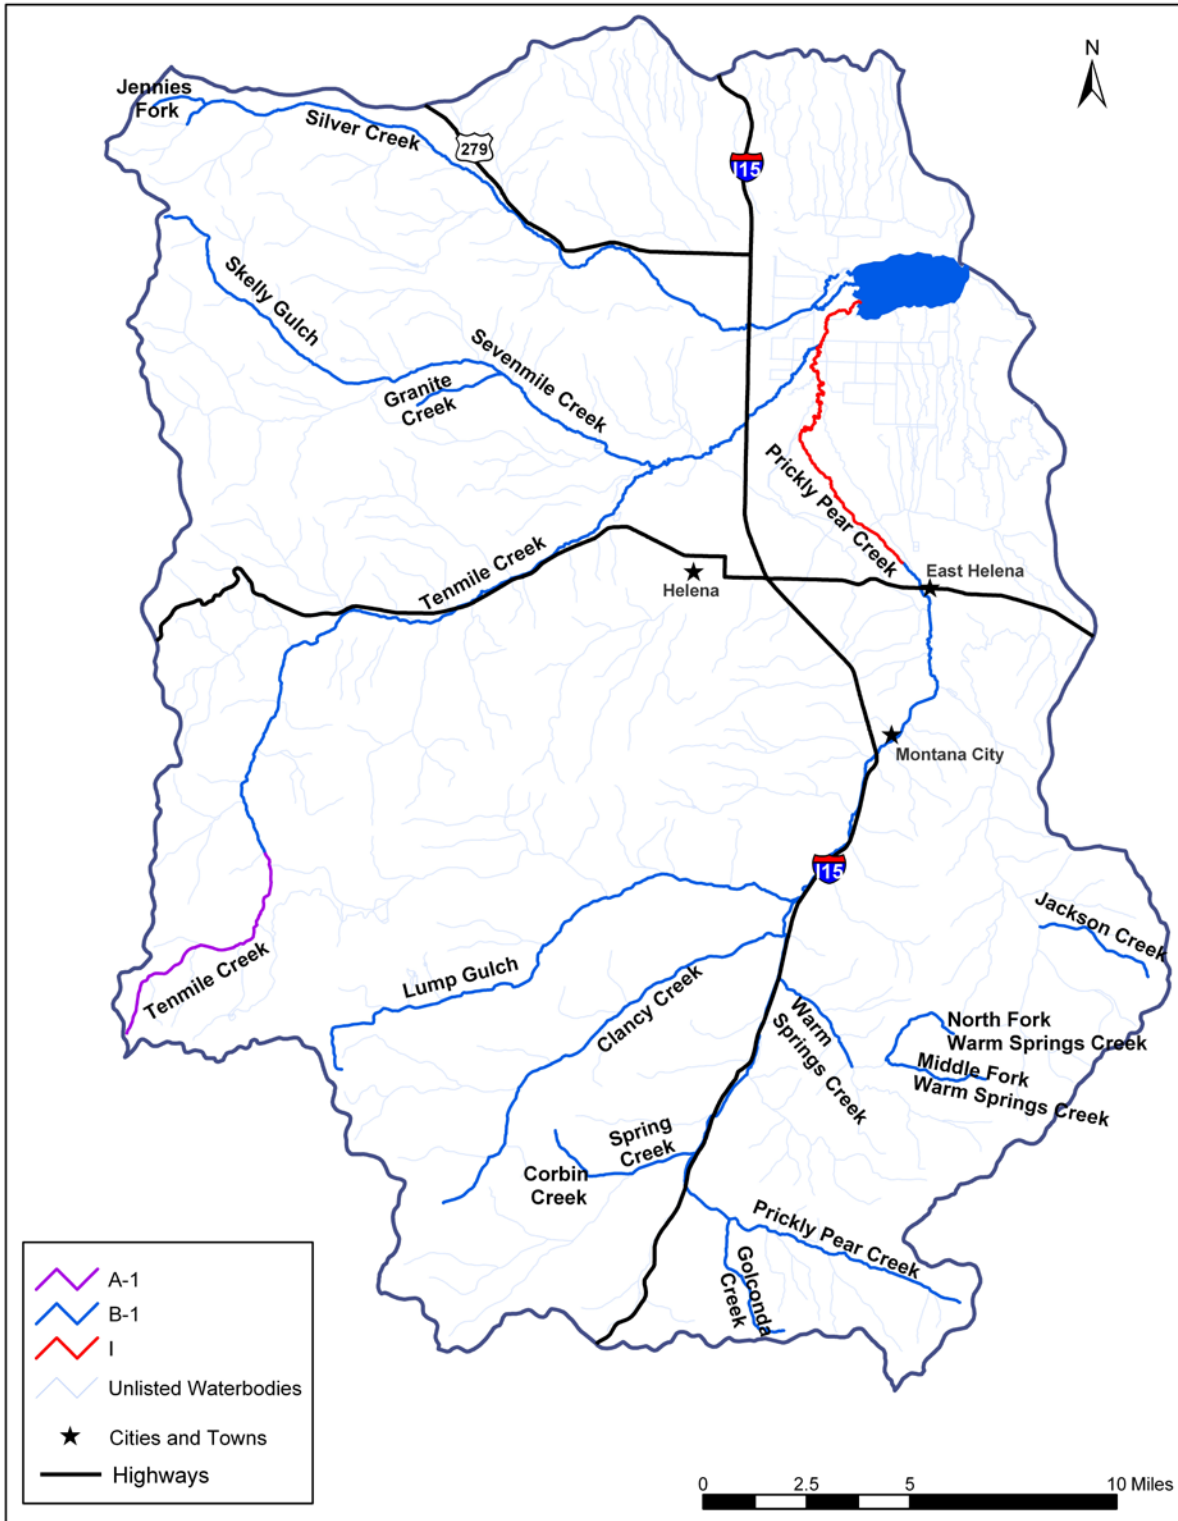 N
Jennies
Fork
Silver Creek
279
I15
Skelly Gulch
Sevenmile Creek
Granite
Creek
Prickly Pear Creek
Tenmile Creek
Helena
East Helena
Montana City
I15
Jackson Creek
Tenmile Creek
Lump Gulch
Clancy Creek
Warm
Springs Creek
North Fork
Warm Springs Creek
Middle Fork
Warm Springs Creek
Spring
Creek
Corbin
Creek
Prickly Pear Creek
Golconda
Creek
A-1
B-1
I
Unlisted Waterbodies
Cities and Towns
Highways
0 2.5 5 10 Miles